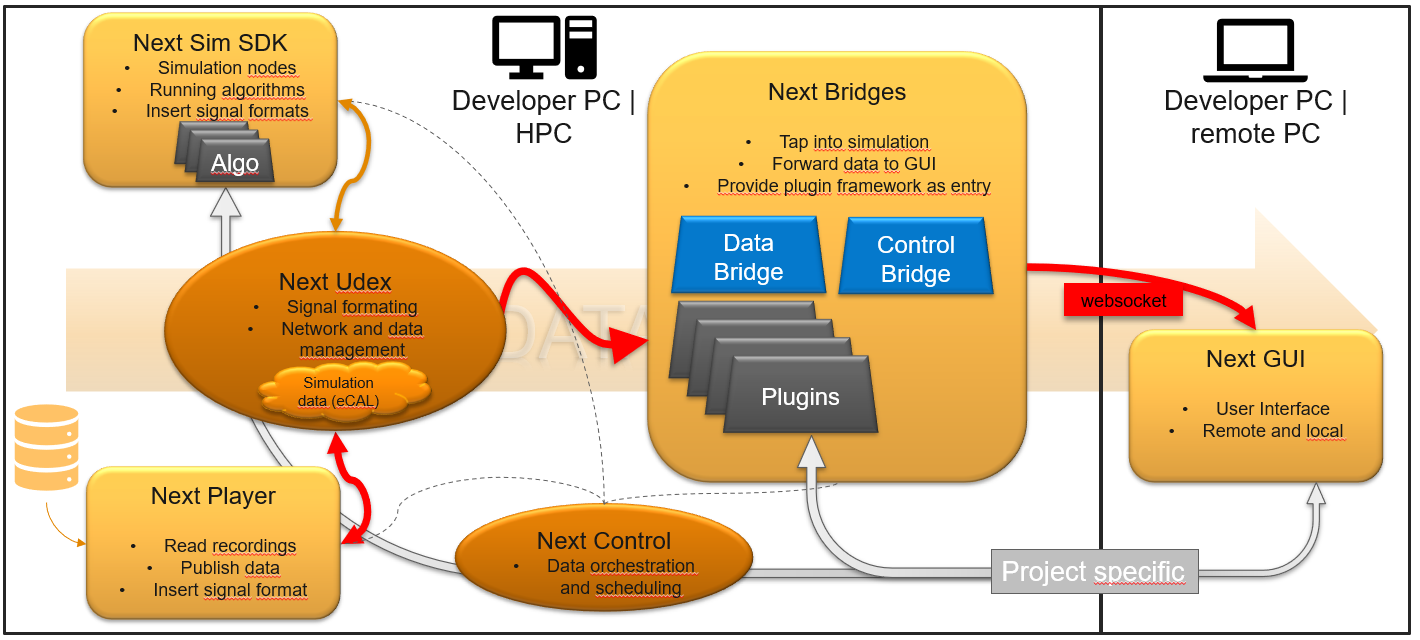 Next Sim SDK
• Simulation nodes
• Running algorithms
• Insert signal formats
Algo
Developer PC |
HPC
Next Bridges
• Tap into simulation
• Forward data to GUI
• Provide plugin framework as entry
Data
Bridge
Control
Bridge
Plugins
Developer PC |
remote PC
Next Udex
• Signal formating
• Network and data
management
Simulation
data (eCAL)
DATA
websocket
Next GUI
• User Interface
• Remote and local
Next Player
• Read recordings
• Publish data
• Insert signal format
Next Control
• Data orchestration
and scheduling
Project specific